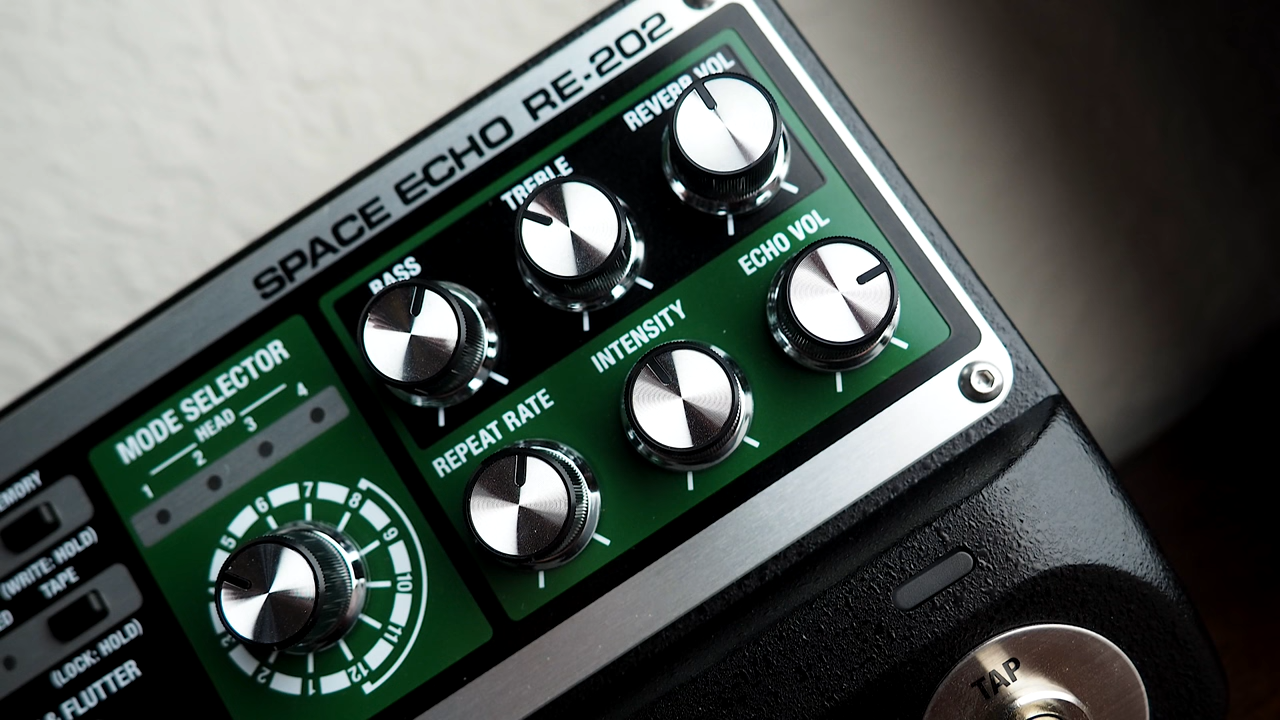 SPACE ECHO RE-202
REVERB VOL
TREBLE
BASS
ECHO VOL
INTENSITY
REPEAT RATE
MODE SELECTOR
HEAD
1 2 3 4
1 2 3 5 6 7 8 9 10 11 12
(WRITE: HOLD)
TAPE
(LOCK: HOLD)
& FLUTTER
TAP